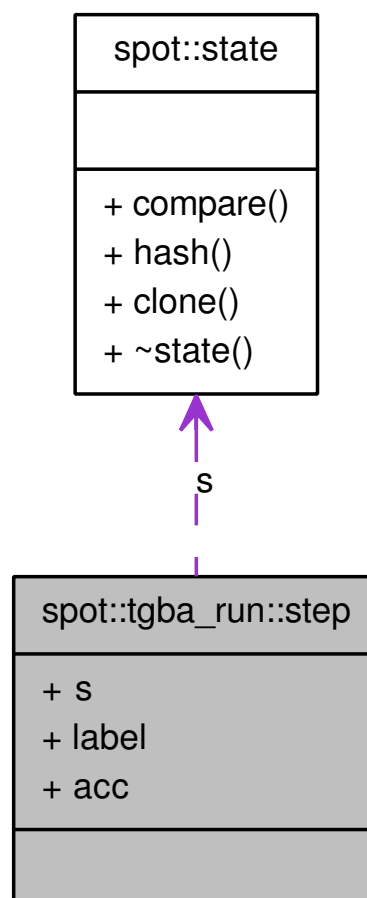 spot::state
+ compare()
+ hash()
+ clone()
+ ~state()
s
spot::tgba_run::step
+ s
+ label
+ acc